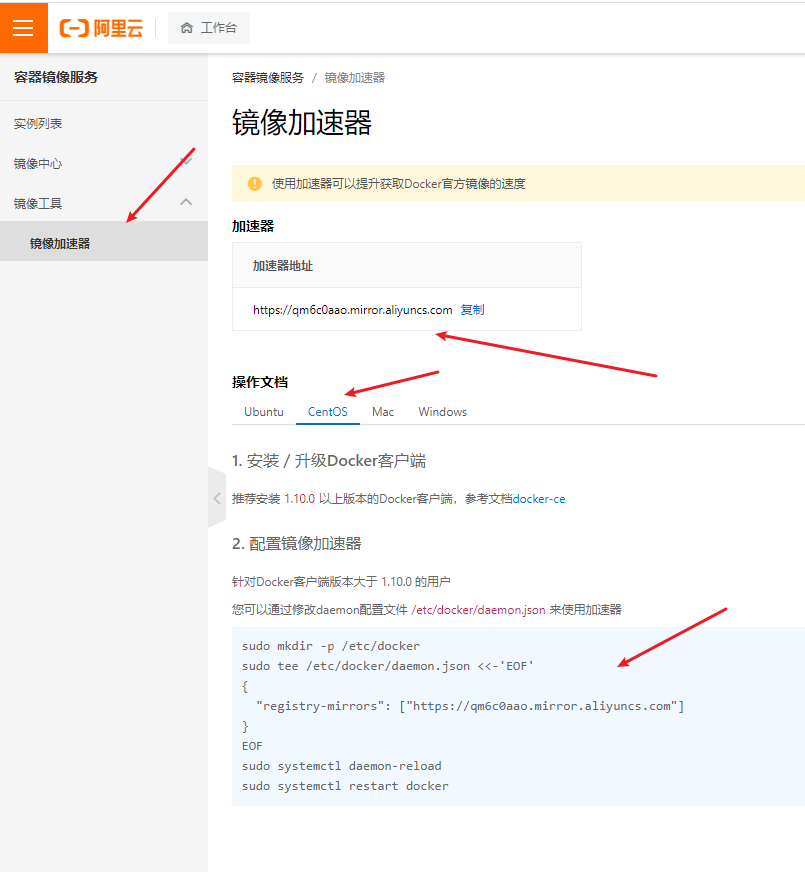 阿里云
工作台
容器镜像服务
实例列表
镜像中心
镜像工具
镜像加速器
容器镜像服务 / 镜像加速器
镜像加速器
使用加速器可以提升获取Docker官方镜像的速度
加速器
加速器地址
https://qm6c0aao.mirror.aliyuncs.com 复制
操作文档
Ubuntu CentOS Mac Windows
1. 安装 / 升级Docker客户端
推荐安装 1.10.0 以上版本的Docker客户端，参考文档docker-ce
2. 配置镜像加速器
针对Docker客户端版本大于 1.10.0 的用户
您可以通过修改daemon配置文件 /etc/docker/daemon.json 来使用加速器
sudo mkdir -p /etc/docker
sudo tee /etc/docker/daemon.json <<-'EOF'
{
  "registry-mirrors": ["https://qm6c0aao.mirror.aliyuncs.com"]
}
EOF
sudo systemctl daemon-reload
sudo systemctl restart docker